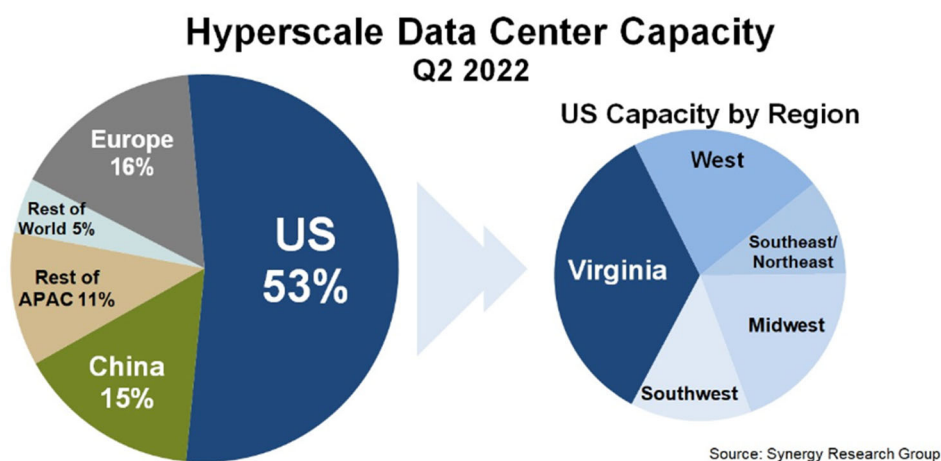 Hyperscale Data Center Capacity
Q2 2022
US Capacity by Region
Europe
16%
Rest of
World 5%
Rest of
APAC 11%
China
15%
US
53%
West
Southeast/
Northeast
Virginia
Midwest
Southwest
Source: Synergy Research Group